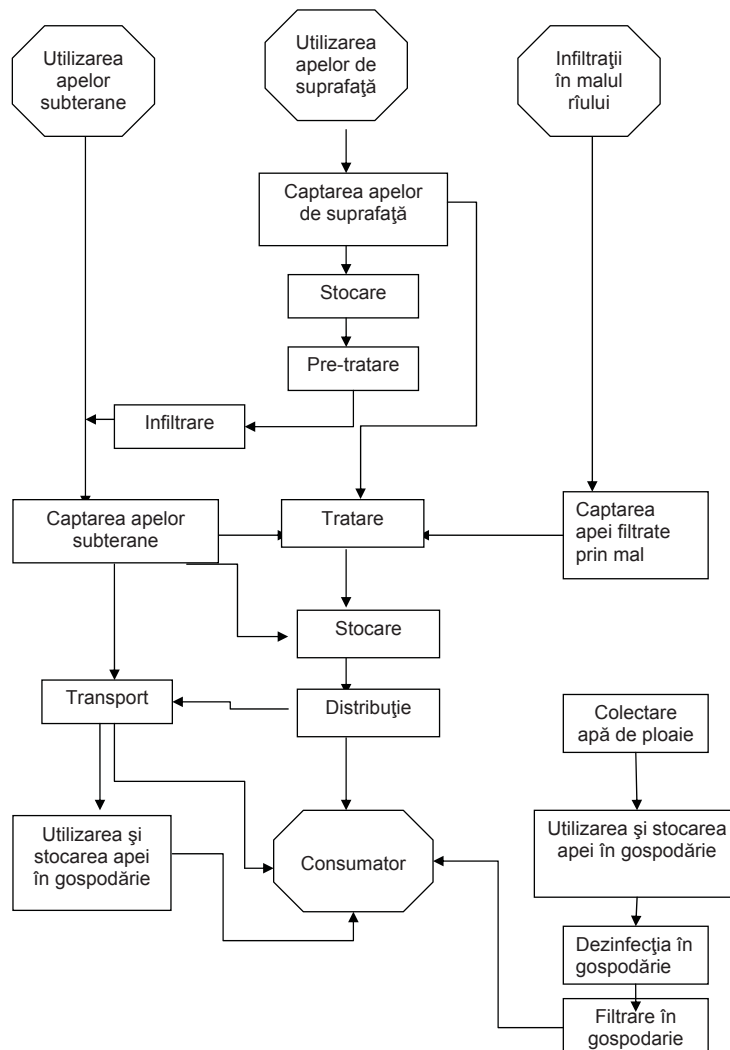 Utilizarea
apelor
subterane
Utilizarea
apelor de
suprafaţă
Infiltraţii
în malul
rîului
Captarea apelor
de suprafaţă
Stocare
Pre-tratare
Infiltrare
Captarea apelor
subterane
Tratare
Captarea
apei filtrate
prin mal
Stocare
Transport
Distribuţie
Colectare
apă de ploaie
Utilizarea şi
stocarea apei
în gospodărie
Consumator
Utilizarea şi stocarea
apei în gospodărie
Dezinfecţia în
gospodărie
Filtrare în
gospodarie